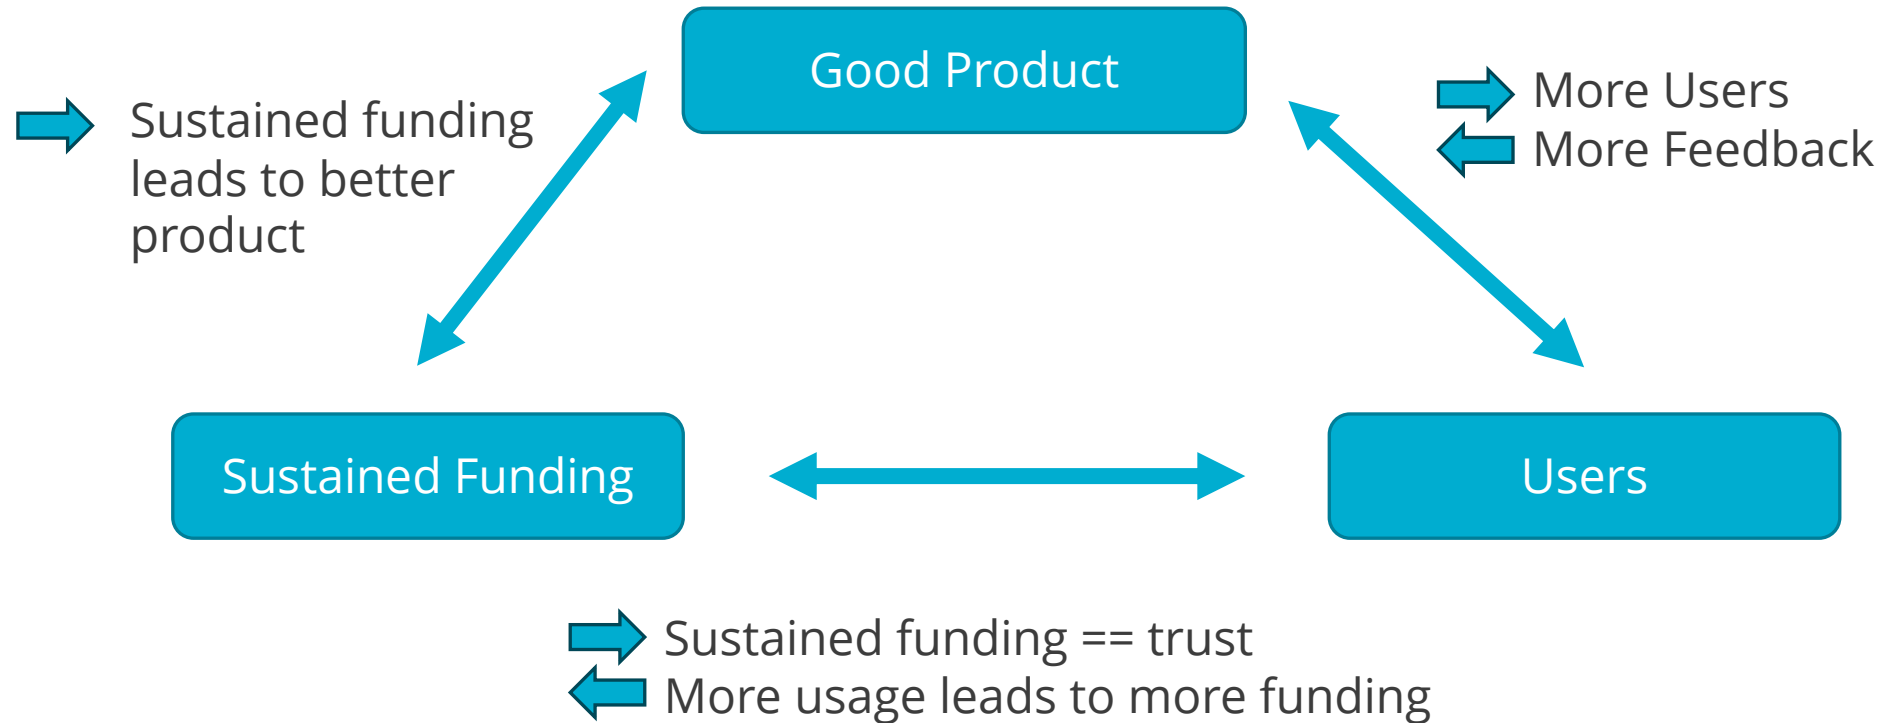 Good Product
Sustained funding
leads to better
product
More Users
More Feedback
Sustained Funding
Users
Sustained funding == trust
More usage leads to more funding